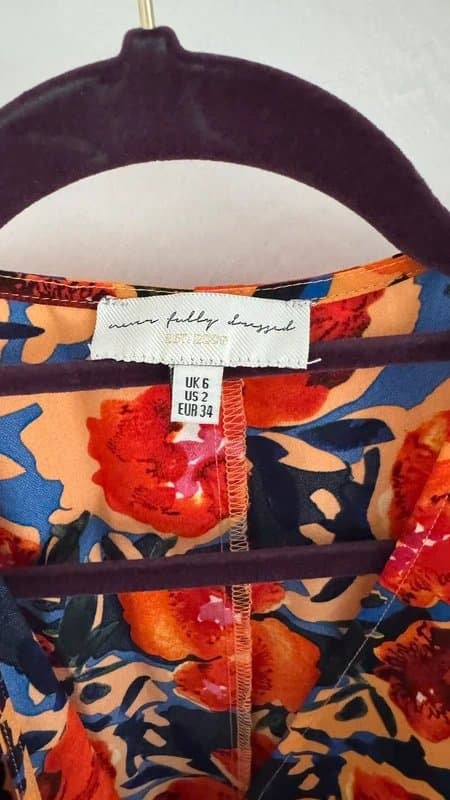 never fully dressed
EST. 2009
UK 6
US 2
EUR 34